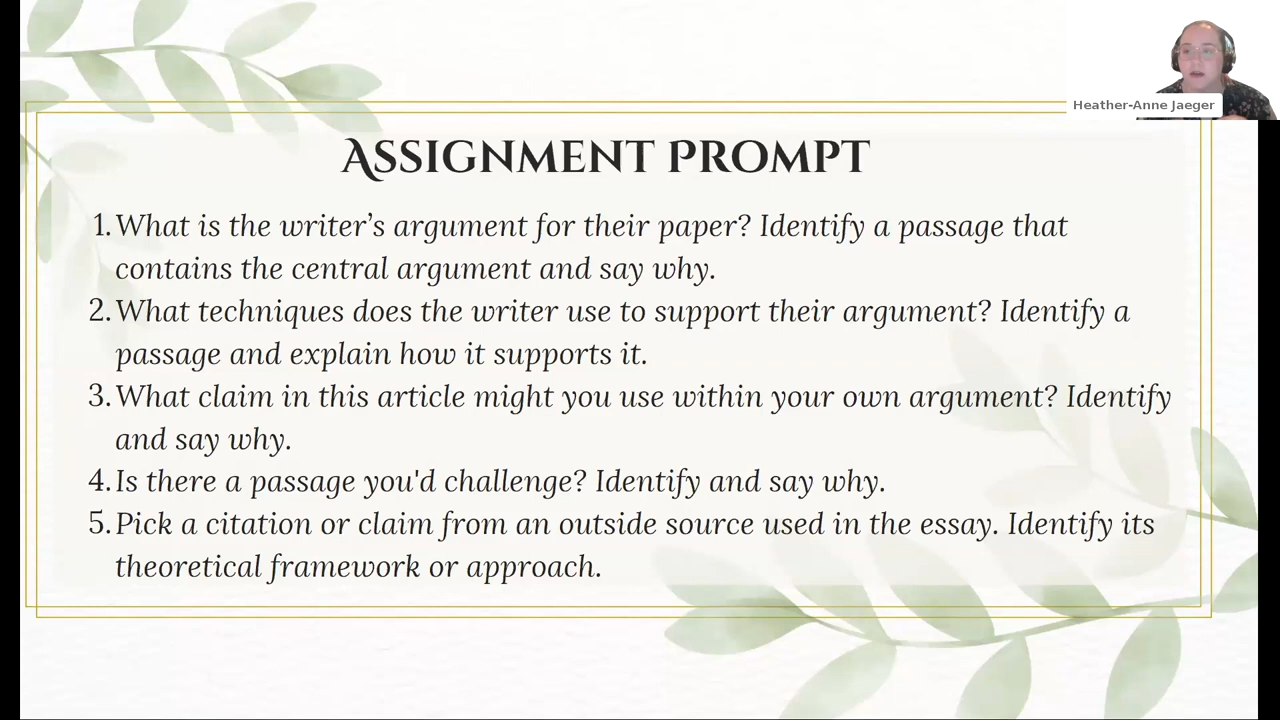 Heather-Anne Jaeger
ASSIGNMENT PROMPT
1. What is the writer’s argument for their paper? Identify a passage that
contains the central argument and say why.
2. What techniques does the writer use to support their argument? Identify a
passage and explain how it supports it.
3. What claim in this article might you use within your own argument? Identify
and say why.
4. Is there a passage you'd challenge? Identify and say why.
5. Pick a citation or claim from an outside source used in the essay. Identify its
theoretical framework or approach.